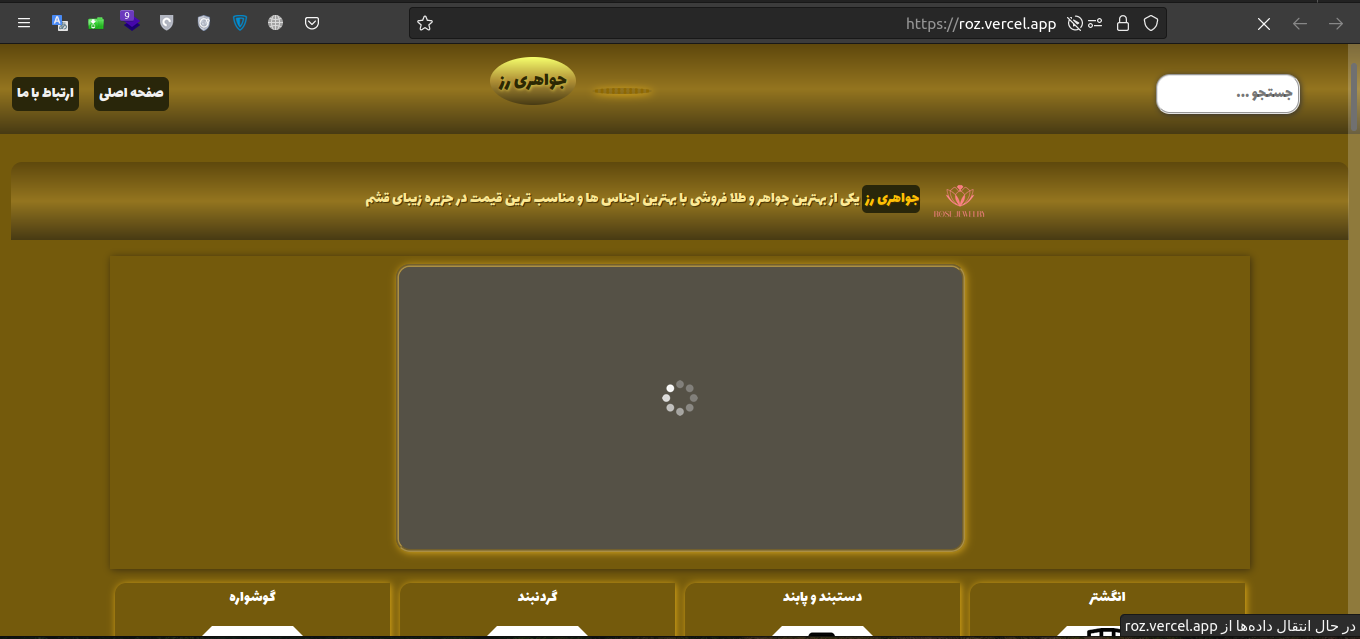 9
https://roz.vercel.app
جستجو ...
جواهری رز
صفحه اصلی
ارتباط با ما
ROSE JEWELRY
جواهری رز یکی از بهترین جواهر و طلا فروشی با بهترین اجناس ها و مناسب ترین قیمت در جزیره زیبای قشم
انگشتر
دستبند و پابند
گردنبند
گوشواره
در حال انتقال داده‌ها از roz.vercel.app